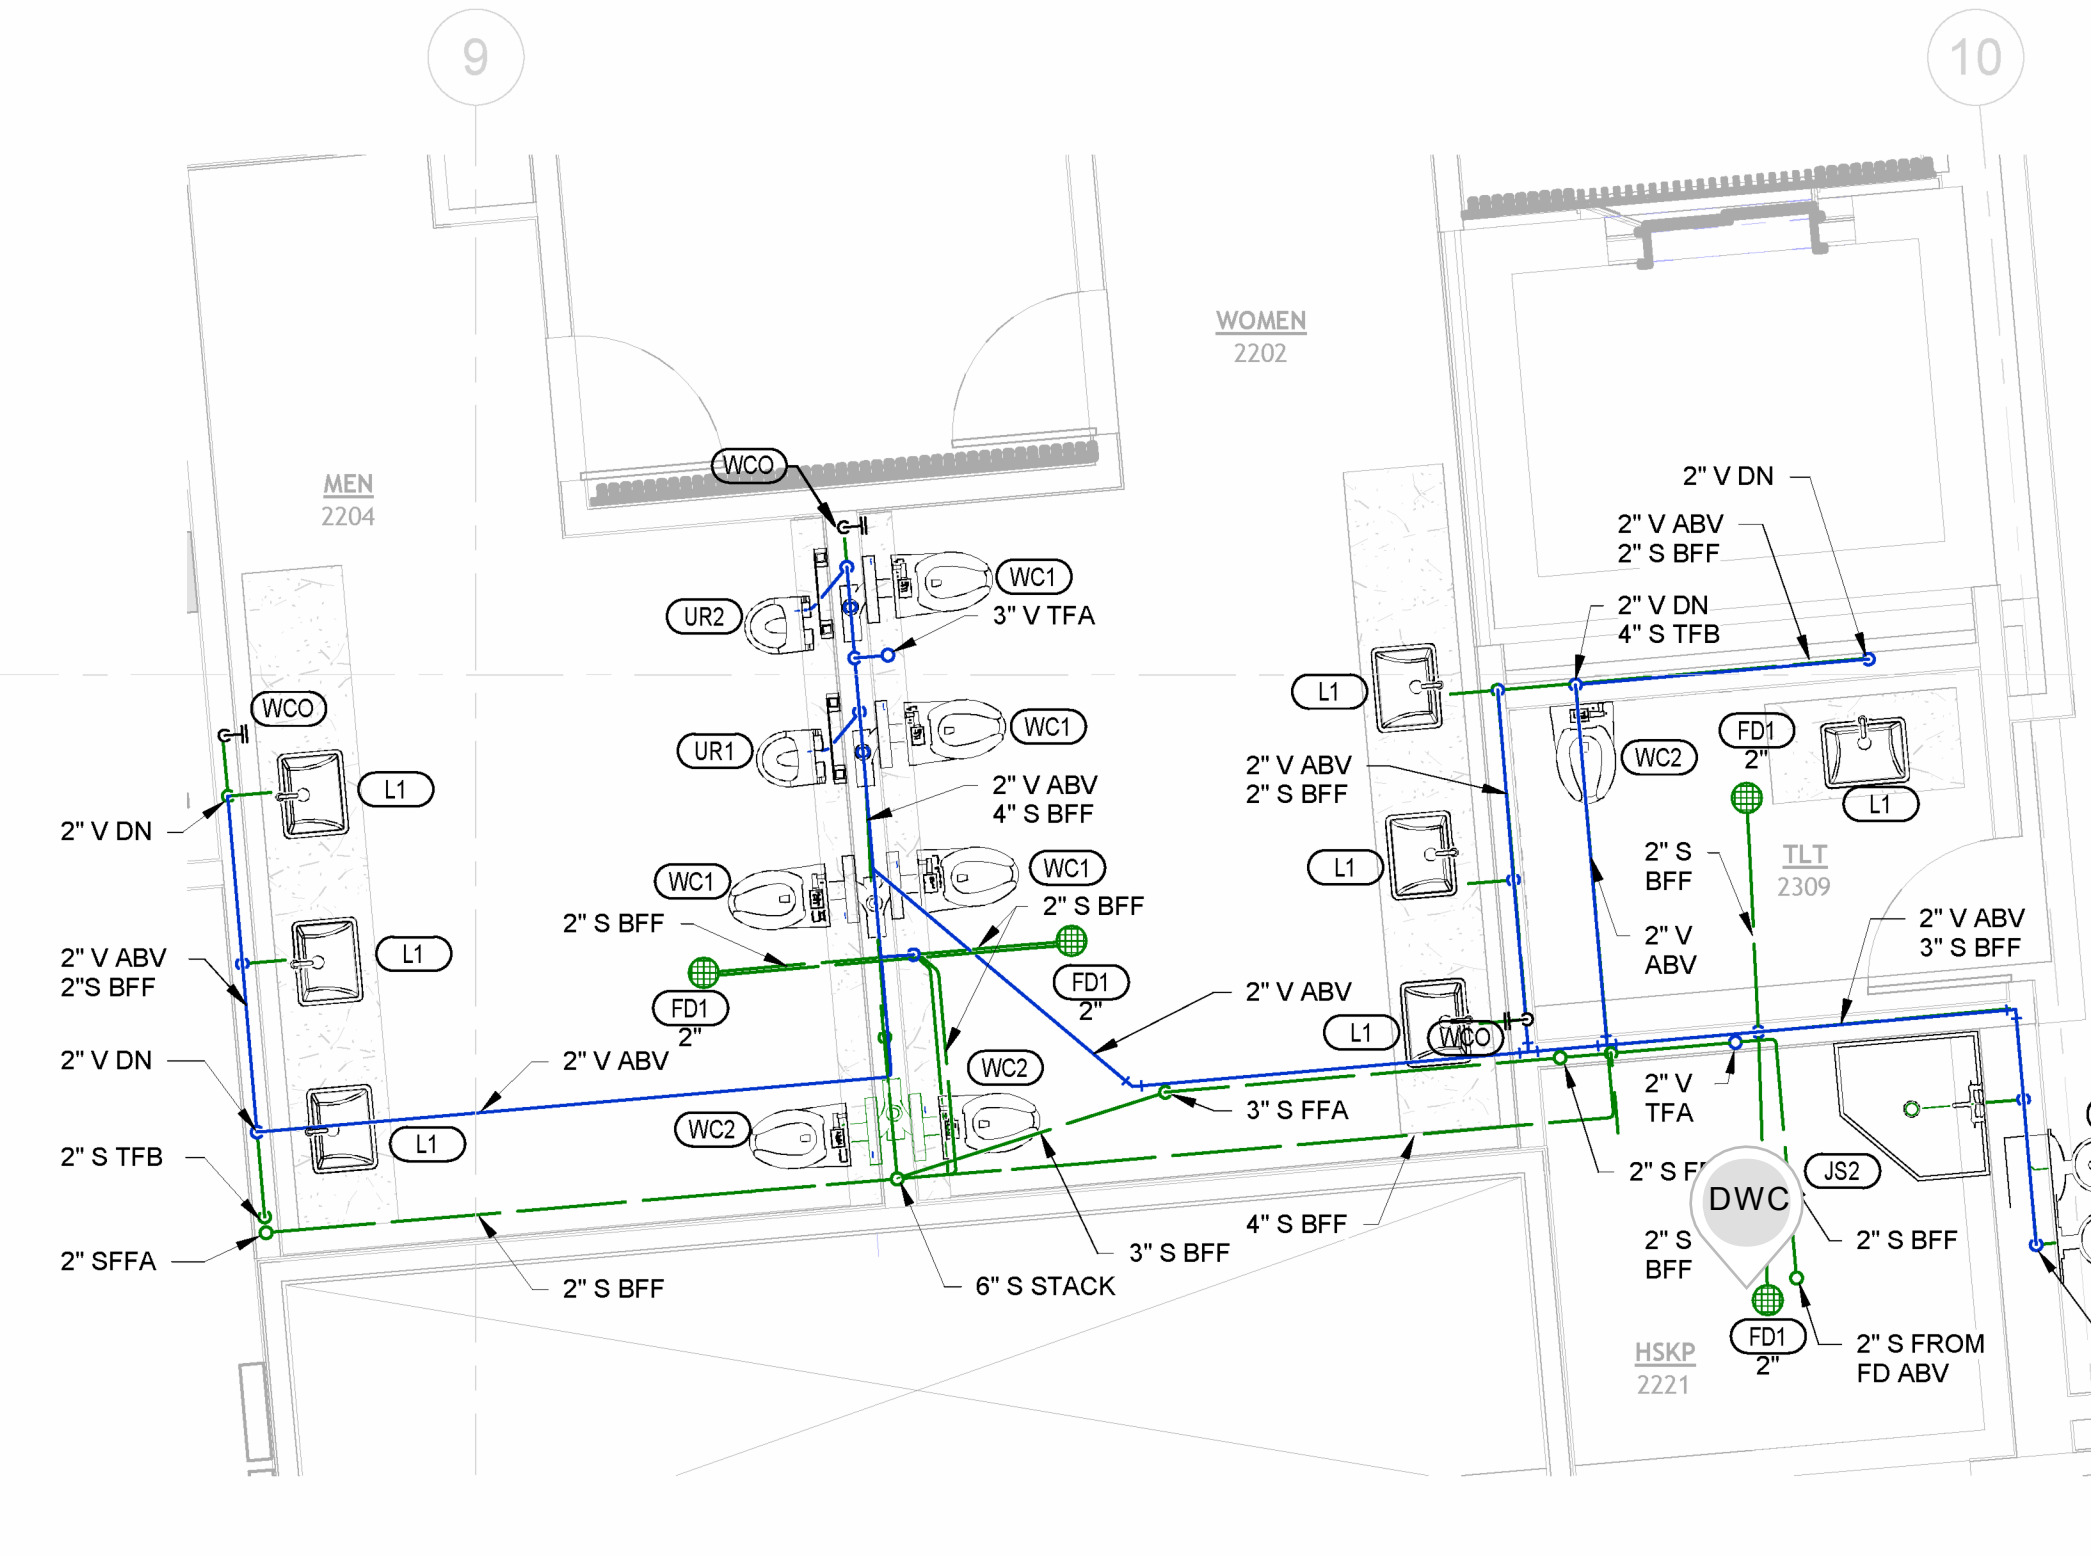 9
10
WOMEN
2202
MEN
2204
WCO
UR2
WC1
3" V TFA
2" V DN
2" V ABV
2" S BFF
2" V DN
4" S TFB
L1
WCO
L1
2" V DN
UR1
WC1
2" V ABV
4" S BFF
2" V ABV
2" S BFF
WC2
FD1
2"
L1
TLT
2309
2" S
BFF
WC1
WC1
2" S BFF
2" S BFF
L1
L1
2" V ABV
2"S BFF
FD1
2"
FD1
2"
2" V ABV
L1
WCO
2" V
ABV
2" V ABV
3" S BFF
2" V DN
2" V ABV
WC2
WC2
3" S FFA
2" V
TFA
L1
2" S TFB
2" SFFA
2" S BFF
6" S STACK
3" S BFF
4" S BFF
2" S
DWC
JS2
2" S
BFF
2" S BFF
FD1
2"
2" S FROM
FD ABV
HSKP
2221